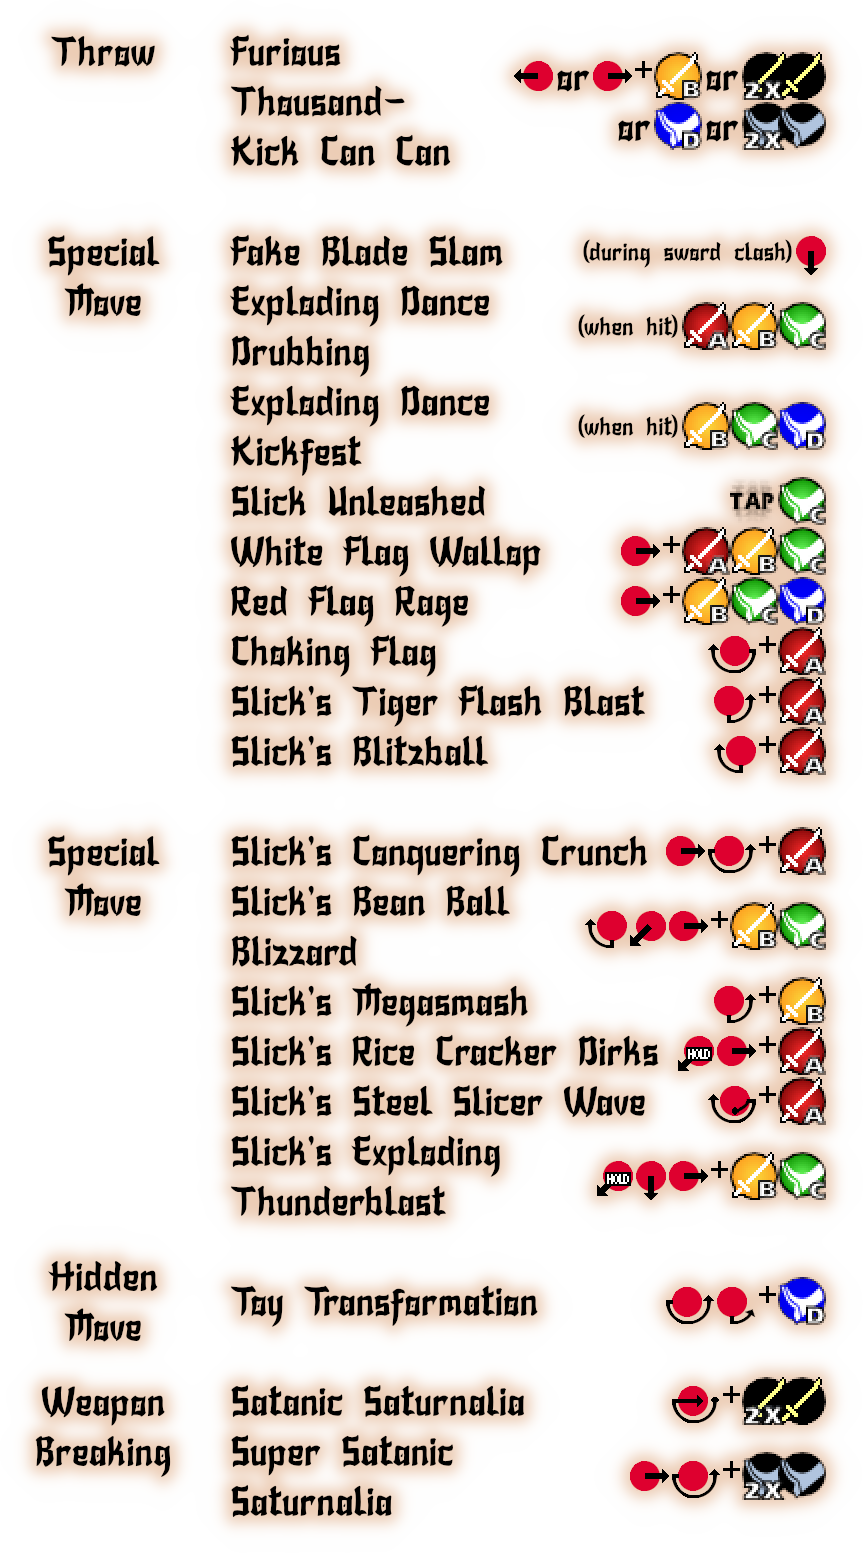 Throw
Furious
Thousand-
Kick Can Can
or + B or 2X
or D or 2X
Special
Move
Fake Blade Slam (during sword clash)
Exploding Dance
Drubbing
(when hit) A B C
Exploding Dance
Kickfest
(when hit) B C D
Slick Unleashed TAP C
White Flag Wallop + A B C
Red Flag Rage + B C D
Choking Flag + A
Slick's Tiger Flash Blast + A
Slick's Blitzball + A
Special
Move
Slick's Conquering Crunch + A
Slick's Bean Ball
Blizzard
+ B C
Slick's Megasmash + B
Slick's Rice Cracker Dirks HOLD + A
Slick's Steel Slicer Wave + A
Slick's Exploding
Thunderblast
HOLD + B C
Hidden
Move
Toy Transformation + D
Weapon
Breaking
Satanic Saturnalia + 2X
Super Satanic
Saturnalia
+ 2X